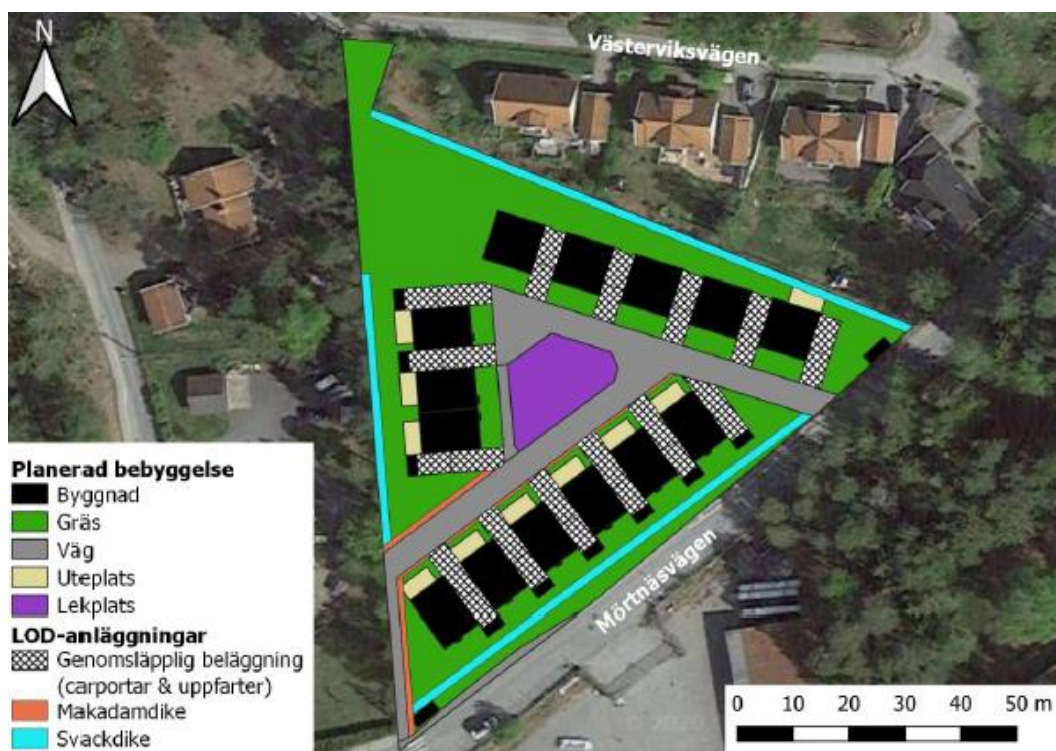 N
Västerviksvägen
Mörtnäsvägen
Planerad bebyggelse
Byggnad
Gräs
Väg
Uteplats
Lekplats
LOD-anläggningar
Genomsläpplig beläggning
(carportar & uppfarter)
Makadamdike
Svackdike
0 10 20 30 40 50 m